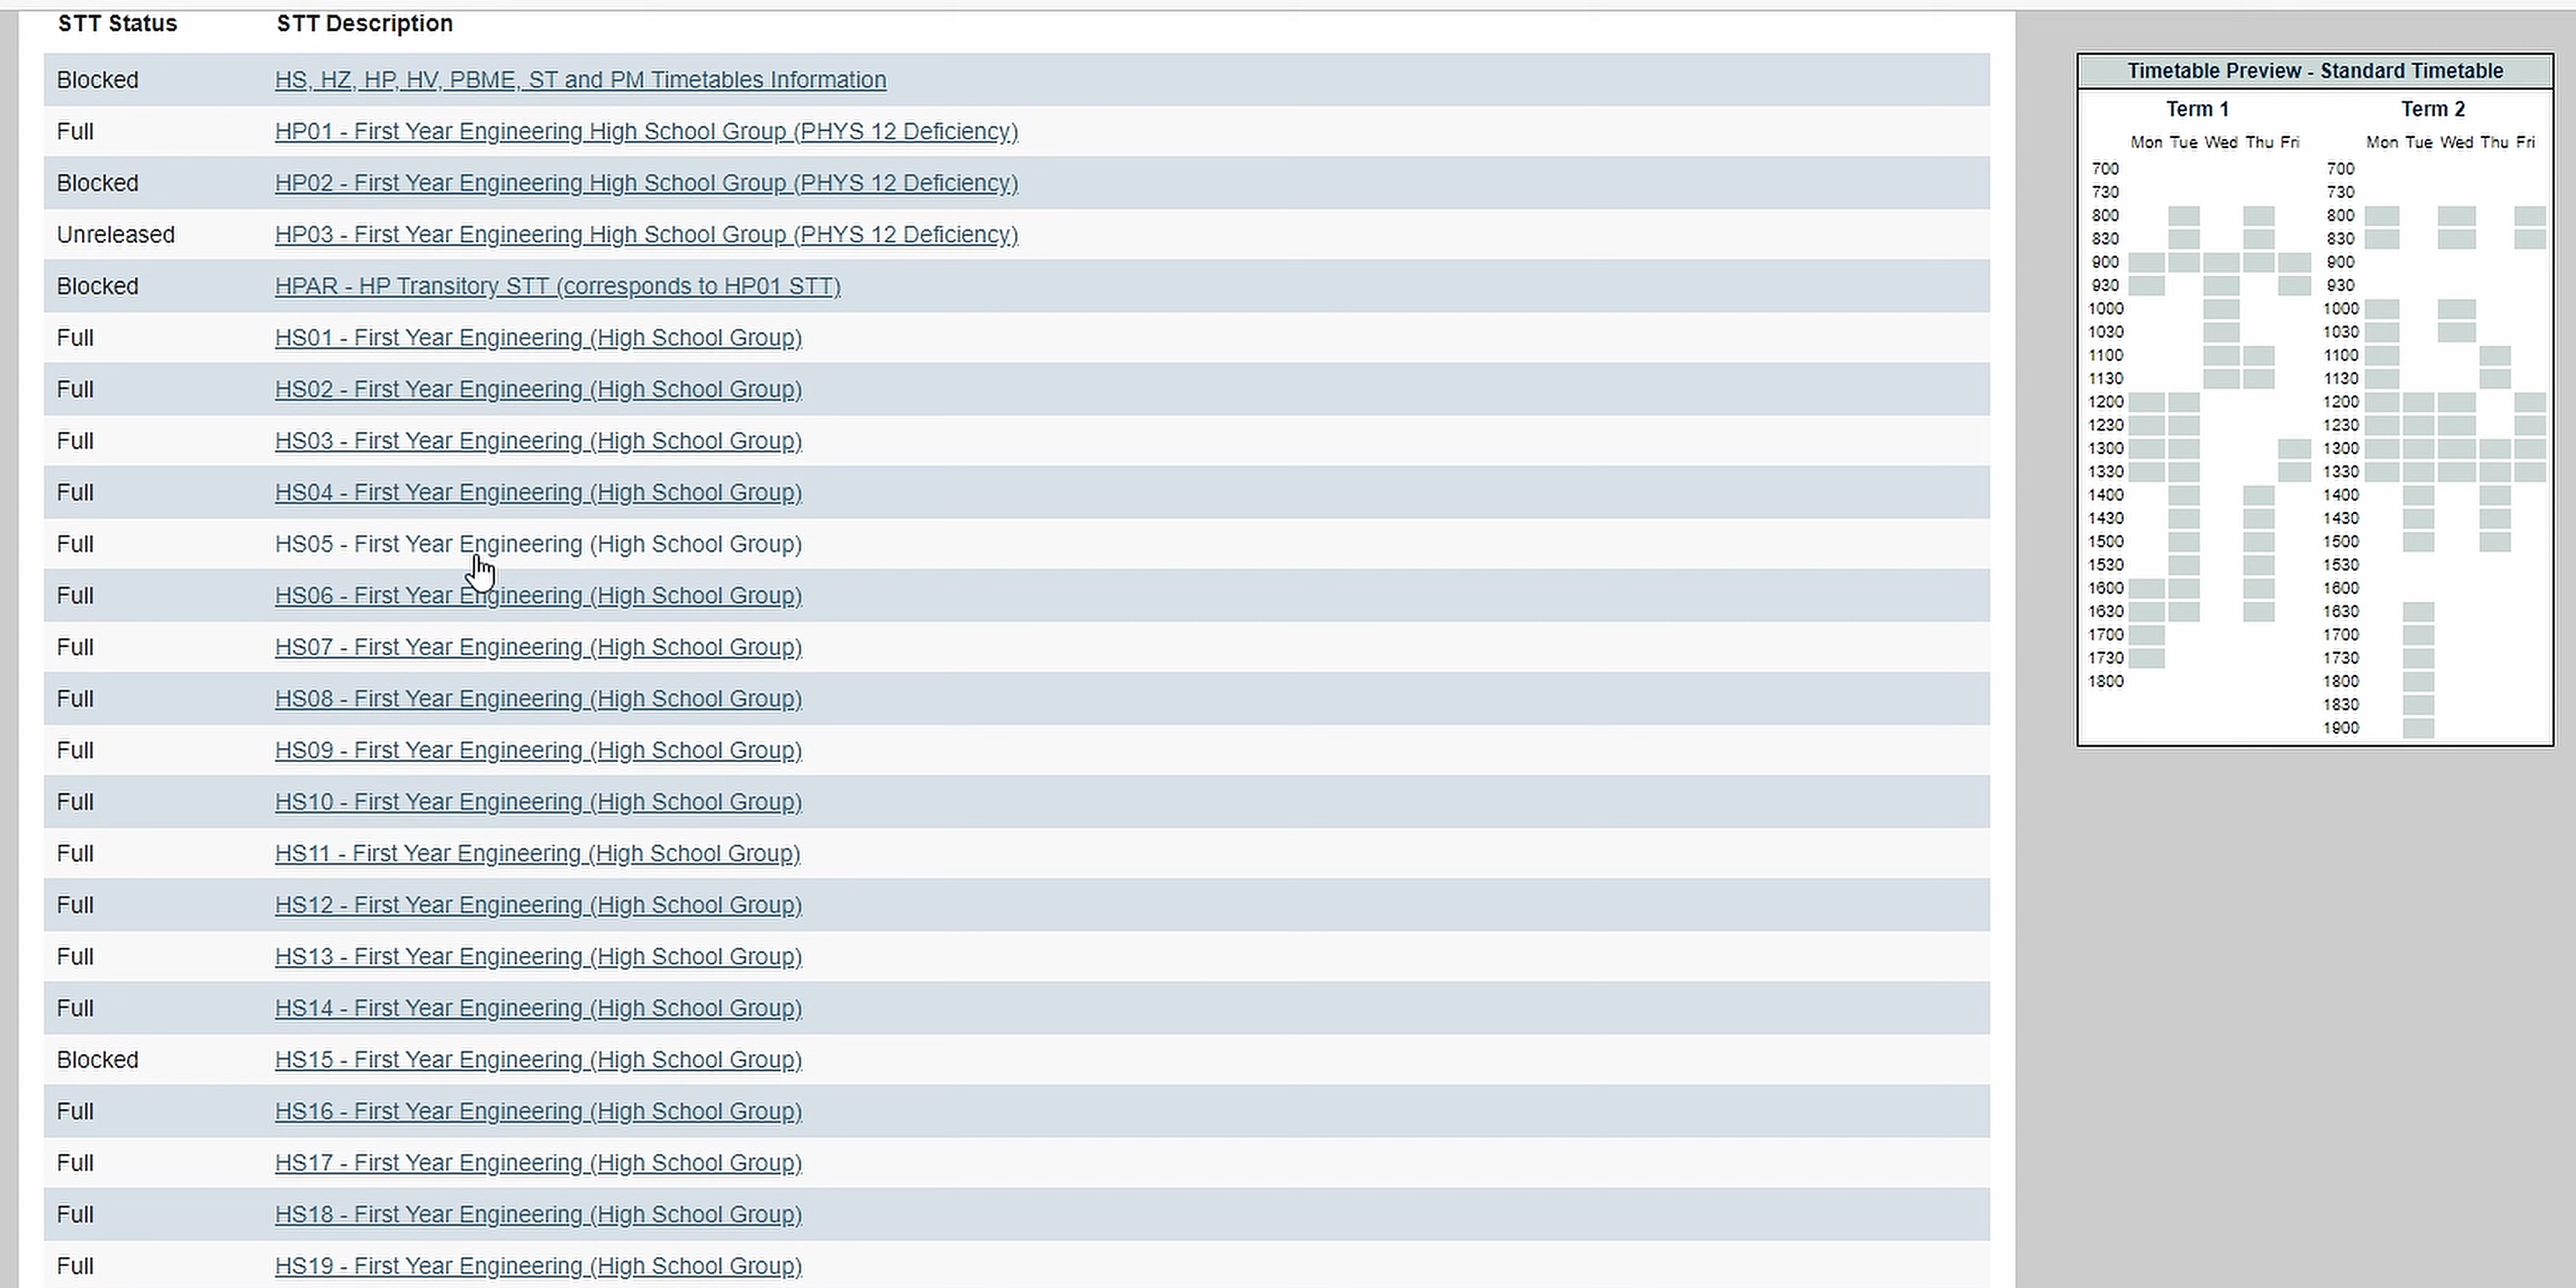 STT Status STT Description
Blocked HS, HZ, HP, HV, PBME, ST and PM Timetables Information
Full HP01 - First Year Engineering High School Group (PHYS 12 Deficiency)
Blocked HP02 - First Year Engineering High School Group (PHYS 12 Deficiency)
Unreleased HP03 - First Year Engineering High School Group (PHYS 12 Deficiency)
Blocked HPAR - HP Transitory STT (corresponds to HP01 STT)
Full HS01 - First Year Engineering (High School Group)
Full HS02 - First Year Engineering (High School Group)
Full HS03 - First Year Engineering (High School Group)
Full HS04 - First Year Engineering (High School Group)
Full HS05 - First Year Engineering (High School Group)
Full HS06 - First Year Engineering (High School Group)
Full HS07 - First Year Engineering (High School Group)
Full HS08 - First Year Engineering (High School Group)
Full HS09 - First Year Engineering (High School Group)
Full HS10 - First Year Engineering (High School Group)
Full HS11 - First Year Engineering (High School Group)
Full HS12 - First Year Engineering (High School Group)
Full HS13 - First Year Engineering (High School Group)
Full HS14 - First Year Engineering (High School Group)
Blocked HS15 - First Year Engineering (High School Group)
Full HS16 - First Year Engineering (High School Group)
Full HS17 - First Year Engineering (High School Group)
Full HS18 - First Year Engineering (High School Group)
Full HS19 - First Year Engineering (High School Group)
Timetable Preview - Standard Timetable
Term 1 Term 2
Mon Tue Wed Thu Fri Mon Tue Wed Thu Fri
700 700
730 730
800 800
830 830
900 900
930 930
1000 1000
1030 1030
1100 1100
1130 1130
1200 1200
1230 1230
1300 1300
1330 1330
1400 1400
1430 1430
1500 1500
1530 1530
1600 1600
1630 1630
1700 1700
1730 1730
1800 1800
1830
1900